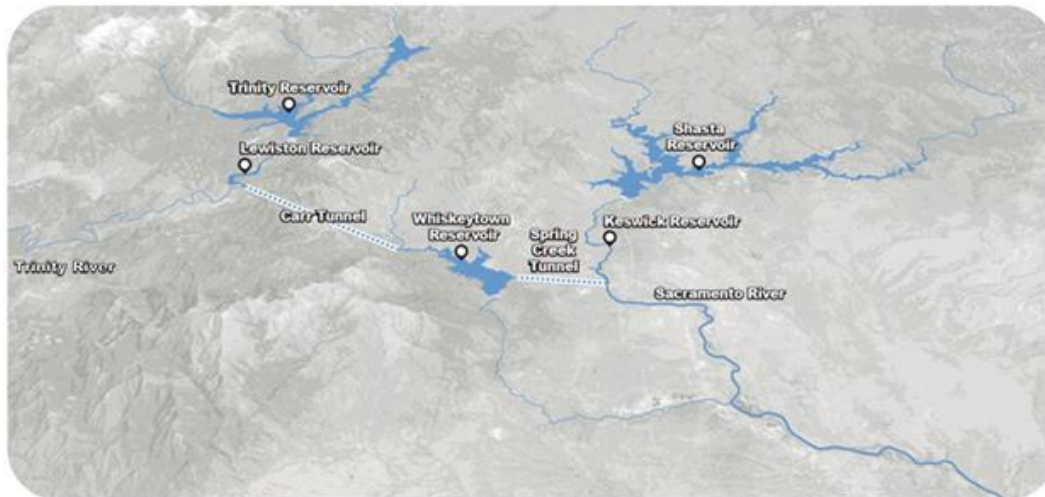 Trinity Reservoir
Lewiston Reservoir
Carr Tunnel
Trinity River
Whiskeytown
Reservoir
Spring
Creek
Tunnel
Shasta
Reservoir
Keswick Reservoir
Sacramento River